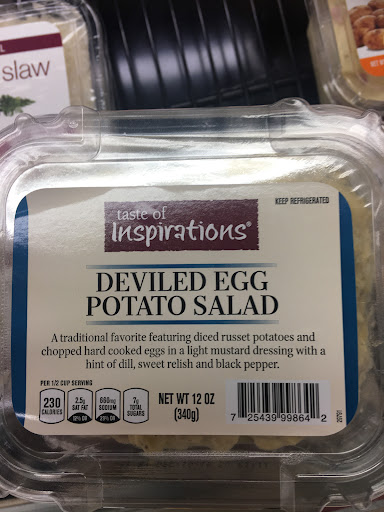 slaw
KEEP REFRIGERATED
taste of
Inspirations®
DEVILED EGG
POTATO SALAD
A traditional favorite featuring diced russet potatoes and
chopped hard cooked eggs in a light mustard dressing with a
hint of dill, sweet relish and black pepper.
PER 1/2 CUP SERVING
230 CALORIES
2.5g SAT FAT
666mg SODIUM
7g TOTAL SUGARS
NET WT 12 OZ
(340g)
7 25439 99864 2